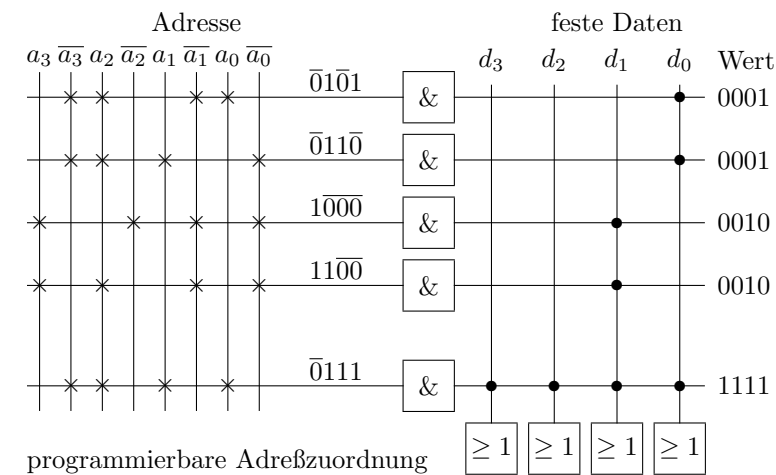 Adresse feste Daten
a₃ a̅₃̅ a₂ a̅₂̅ a₁ a̅₁̅ a₀ a̅₀̅ d₃ d₂ d₁ d₀ Wert
0̅10̅1 & 0001
0̅110̅ & 0001
10̅0̅0̅ & 0010
110̅0̅ & 0010
0̅111 & 1111
≥ 1 ≥ 1 ≥ 1 ≥ 1
programmierbare Adreßzuordnung